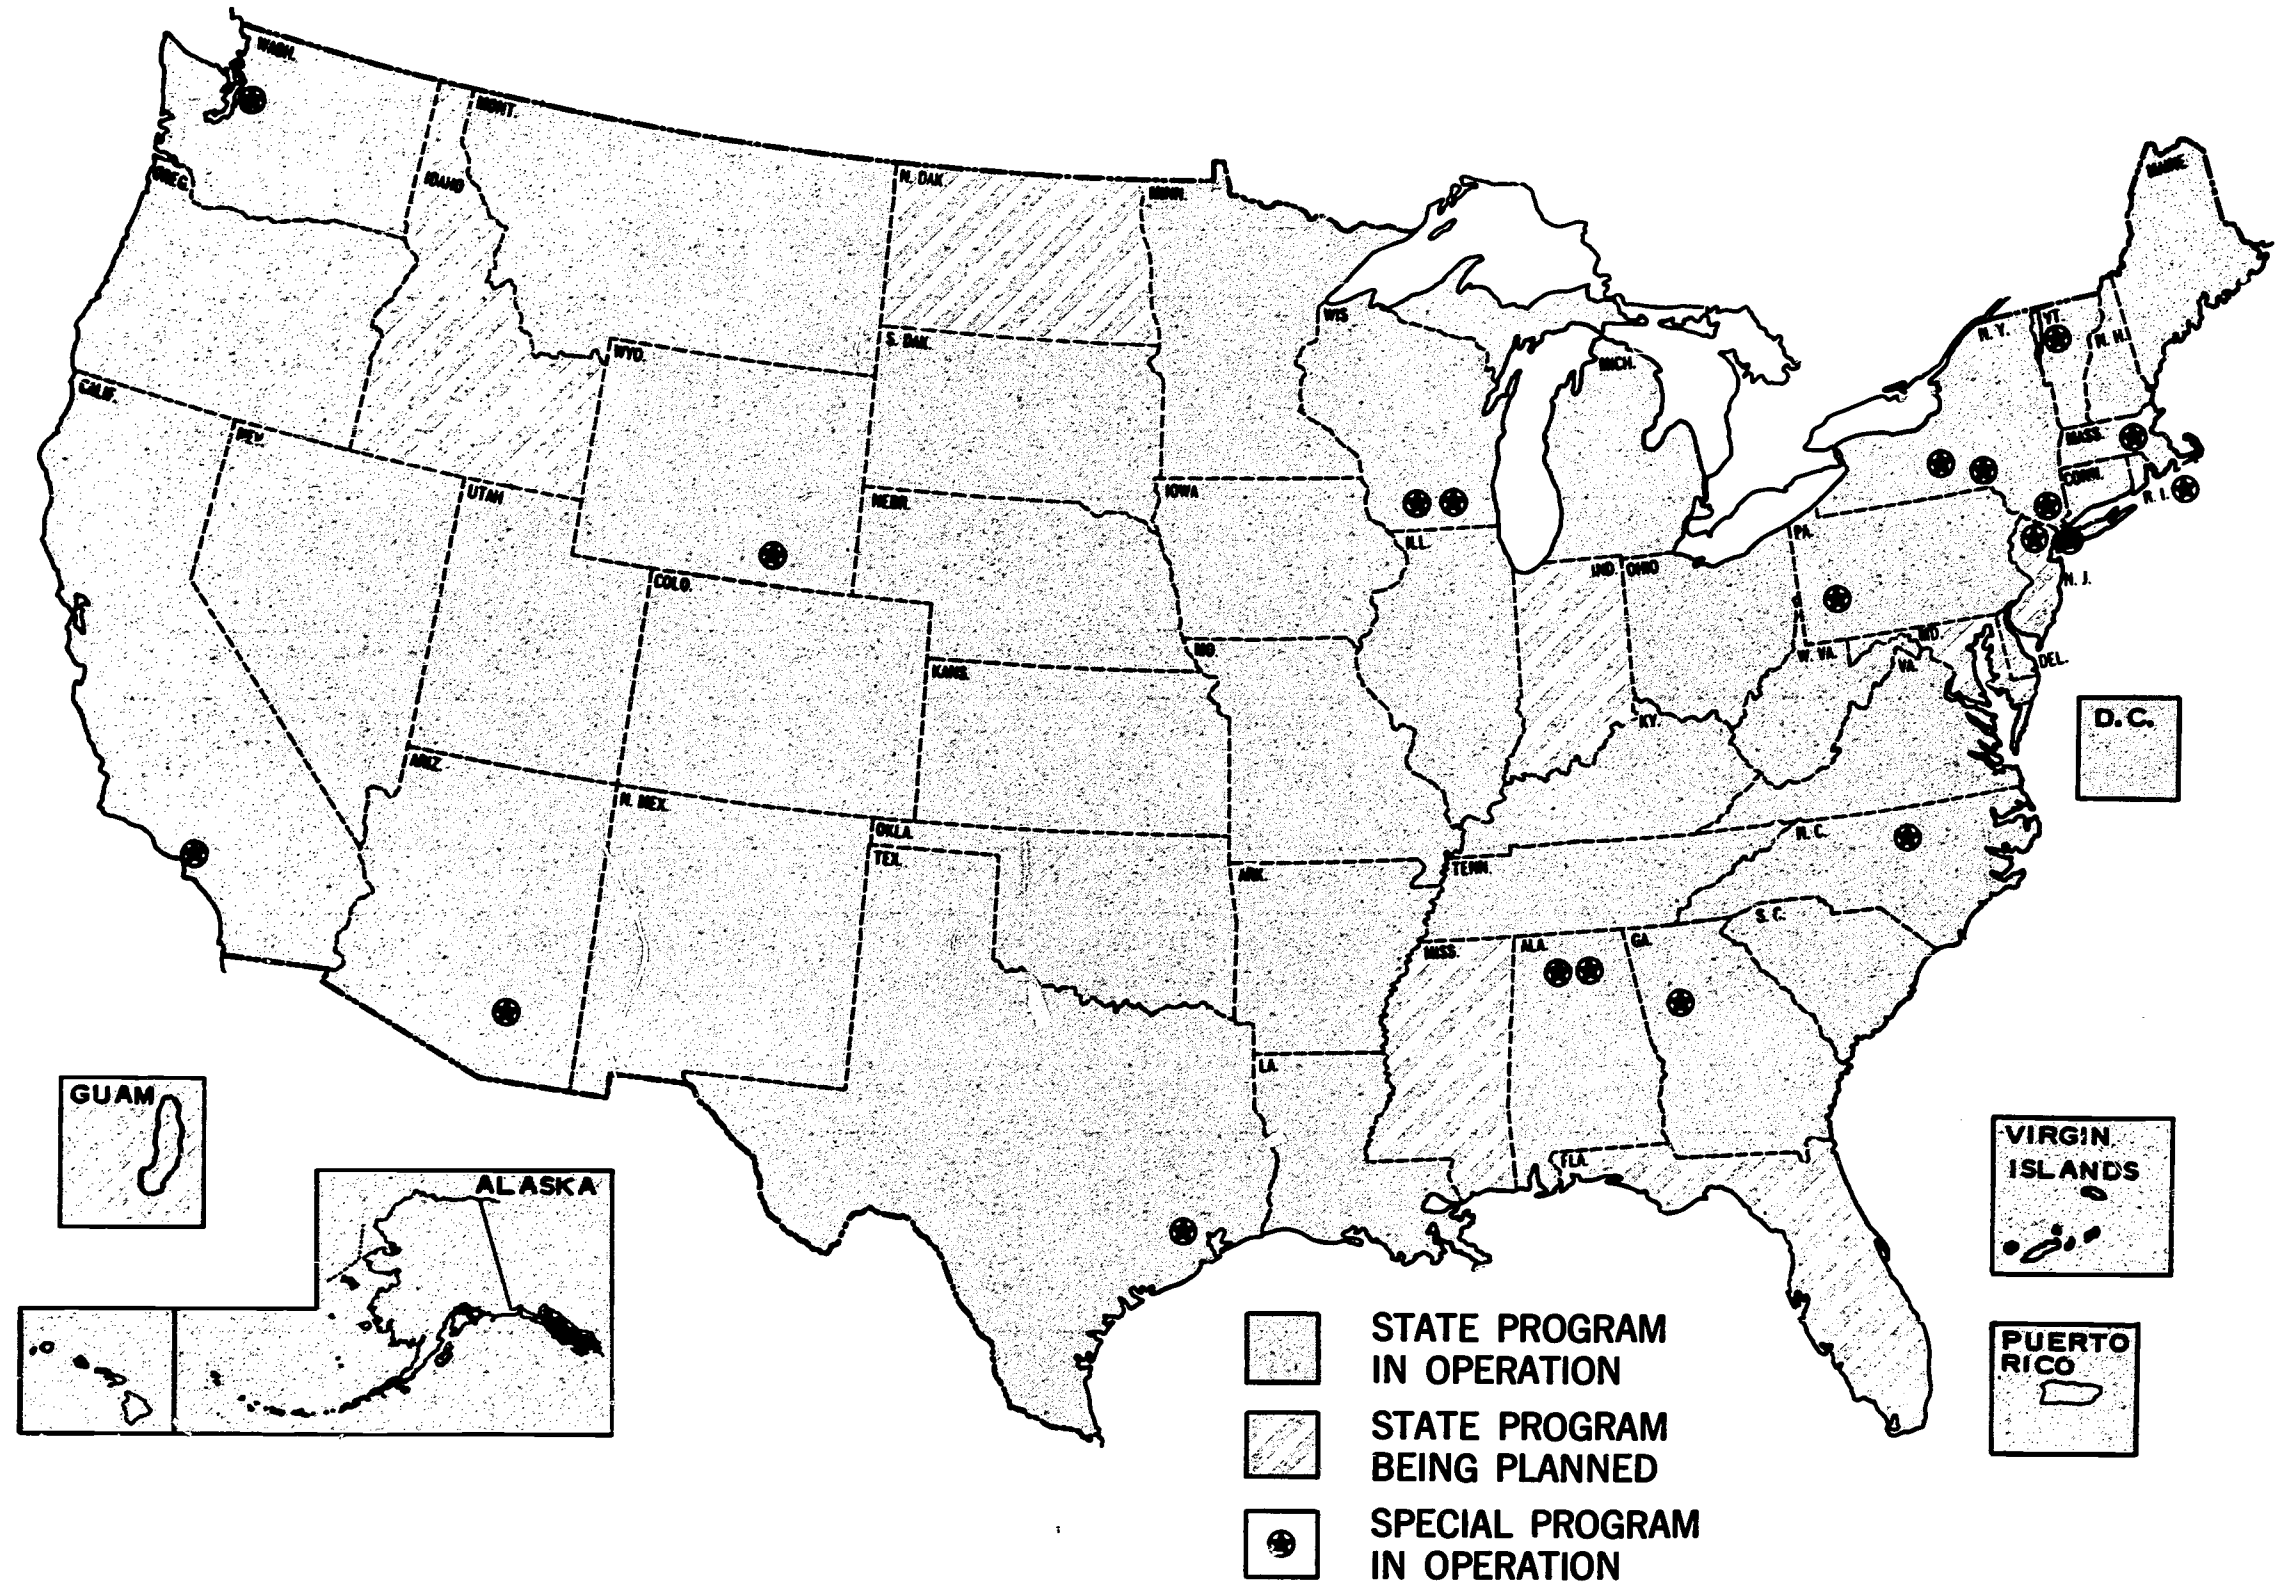 WASH.
MONT.
IDAHO
OREG.
N. DAK.
MINN.
MAINE
WIS.
MICH.
N. Y.
VT.
N. H.
S. DAK.
WYO.
CALIF.
NEV.
UTAH
NEBR.
IOWA
MASS.
CONN.
R. I.
ILL.
IND.
OHIO
PA.
N. J.
COLO.
MO.
KANS.
W. VA.
VA.
MD.
DEL.
D.C.
KY.
ARIZ.
N. MEX.
OKLA.
TEX.
ARK.
TENN.
N. C.
S. C.
MISS.
ALA.
GA.
LA.
FLA.
GUAM
ALASKA
VIRGIN
ISLANDS
PUERTO
RICO
STATE PROGRAM
IN OPERATION
STATE PROGRAM
BEING PLANNED
SPECIAL PROGRAM
IN OPERATION